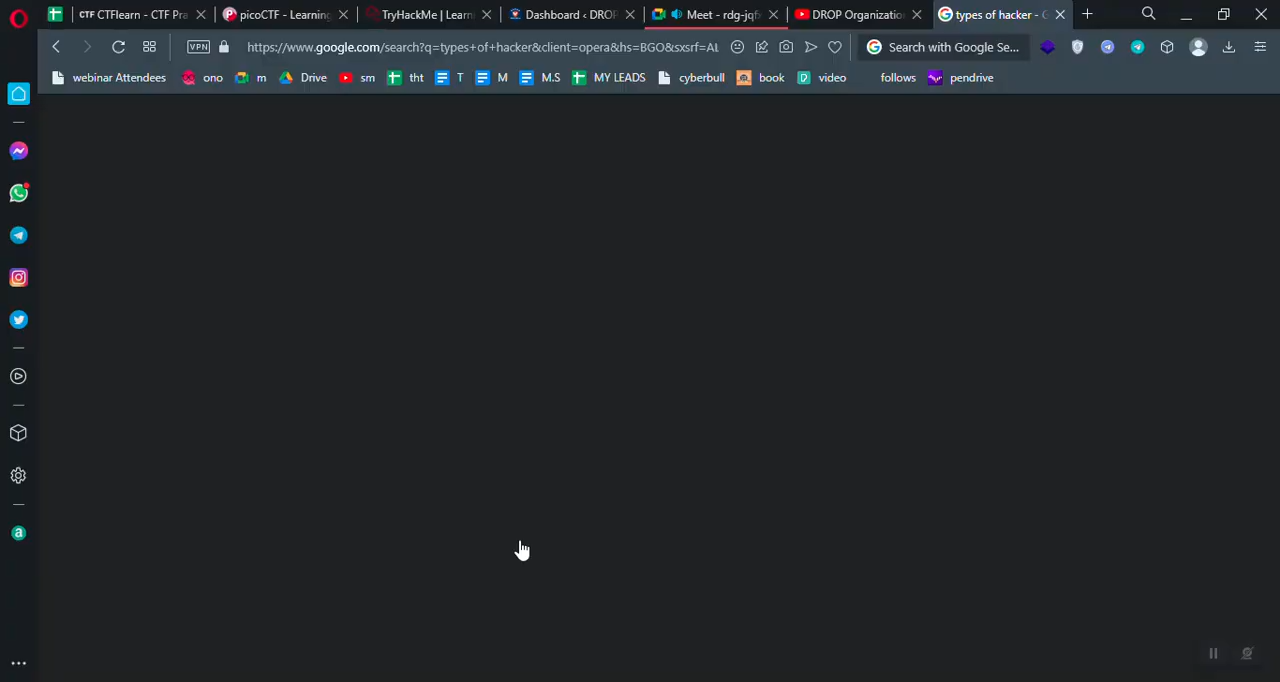 CTF CTFlearn - CTF Pra
picoCTF - Learning
TryHackMe | Learn
Dashboard ‹ DROP
Meet - rdg-jqf
DROP Organizatio
types of hacker - G
VPN
https://www.google.com/search?q=types+of+hacker&client=opera&hs=BGO&sxsrf=AL
Search with Google Se...
webinar Attendees
ono
m
Drive
sm
tht
T
M
M.S
MY LEADS
cyberbull
book
video
follows
pendrive
a